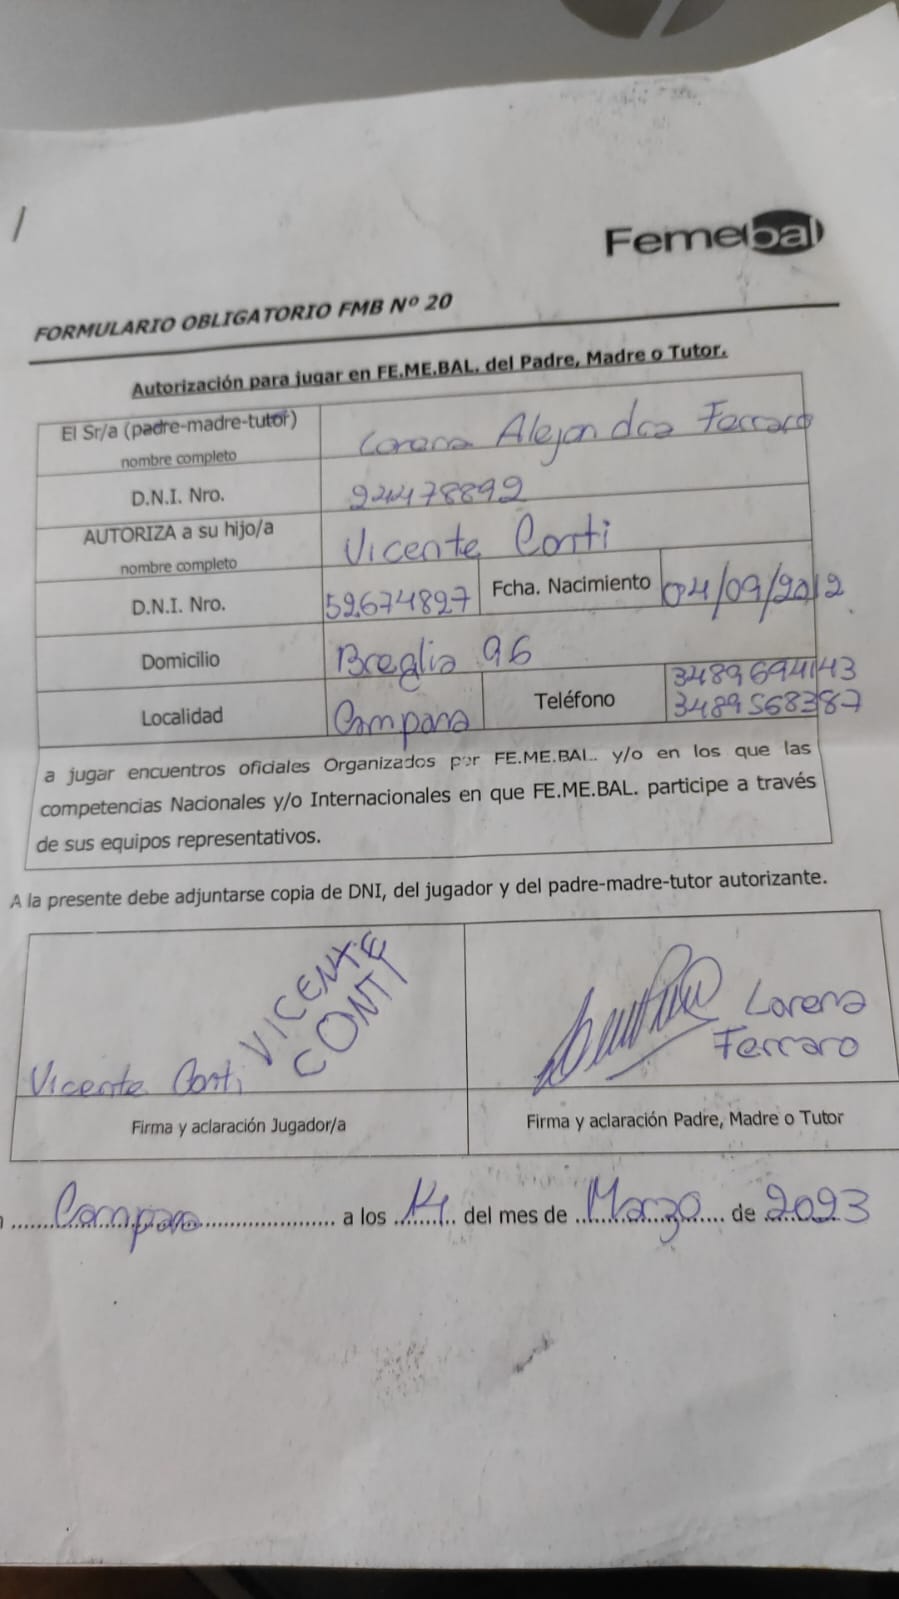 Femebal
FORMULARIO OBLIGATORIO FMB Nº 20
Autorización para jugar en FE.ME.BAL. del Padre, Madre o Tutor.
El Sr/a (padre-madre-tutor) nombre completo Lorena Alejandra Ferraro
D.N.I. Nro. 22478892
AUTORIZA a su hijo/a nombre completo Vicente Conti
D.N.I. Nro. 52674827 Fcha. Nacimiento 04/09/2012
Domicilio Breglia 96
Localidad Campana Teléfono 3489694143
3489568387
a jugar encuentros oficiales Organizados por FE.ME.BAL. y/o en los que las
competencias Nacionales y/o Internacionales en que FE.ME.BAL. participe a través
de sus equipos representativos.
A la presente debe adjuntarse copia de DNI, del jugador y del padre-madre-tutor autorizante.
VICENTE
CONTI
Vicente Conti
Lorena
Ferraro
Firma y aclaración Jugador/a Firma y aclaración Padre, Madre o Tutor
Campana a los 14 del mes de Marzo de 2023